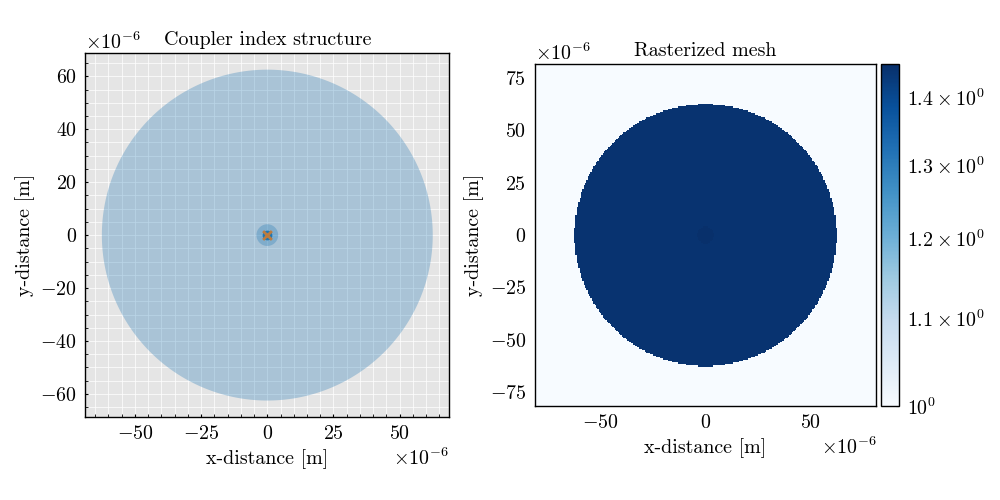 Coupler index structure
×10⁻⁶
60
40
20
0
−20
−40
−60
y-distance [m]
−50 −25 0 25 50
x-distance [m]
×10⁻⁶
Rasterized mesh
×10⁻⁶
75
50
25
0
−25
−50
−75
y-distance [m]
−50 0 50
x-distance [m]
×10⁻⁶
1.4 × 10⁰
1.3 × 10⁰
1.2 × 10⁰
1.1 × 10⁰
10⁰